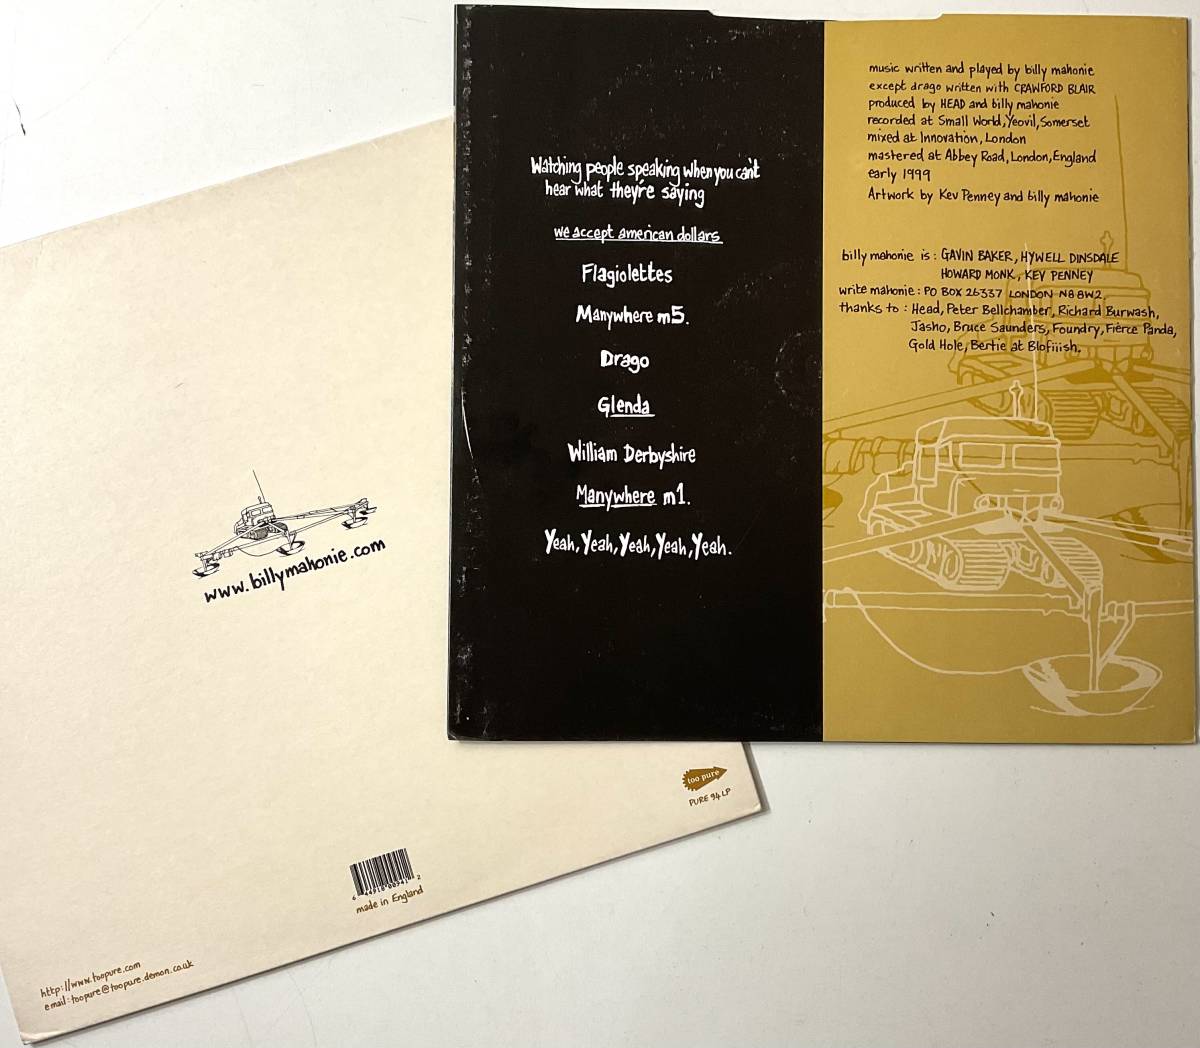 Watching people speaking when you can't
hear what they're saying
we accept american dollars
Flagiolettes
Manywhere m5.
Drago
Glenda
William Derbyshire
Manywhere m1.
Yeah, Yeah, Yeah, Yeah, Yeah.
music written and played by billy mahonie
except drago written with CRAWFORD BLAIR
produced by HEAD and billy mahonie
recorded at Small World, Yeovil, Somerset
mixed at Innovation, London
mastered at Abbey Road, London, England
early 1999
Artwork by Kev Penney and billy mahonie
billy mahonie is : GAVIN BAKER, HYWELL DINSDALE
HOWARD MONK, KEV PENNEY
write mahonie : PO BOX 26337 LONDON N8 8W2,
thanks to : Head, Peter Bellchamber, Richard Burwash,
Jasho, Bruce Saunders, Foundry, Fierce Panda,
Gold Hole, Bertie at Blofiiish.
www.billymahonie.com
too pure
PURE 94 LP
6 44918 00941 2
made in England
http://www.toopure.com
email: toopure@toopure.demon.co.uk